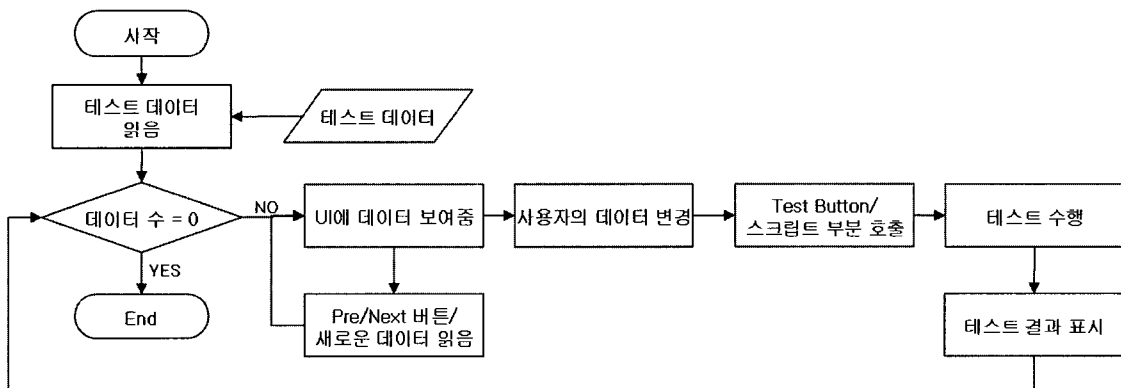 시작
테스트 데이터
읽음
테스트 데이터
데이터 수 = 0
NO
UI에 데이터 보여줌
사용자의 데이터 변경
Test Button/
스크립트 부분 호출
테스트 수행
YES
End
Pre/Next 버튼/
새로운 데이터 읽음
테스트 결과 표시